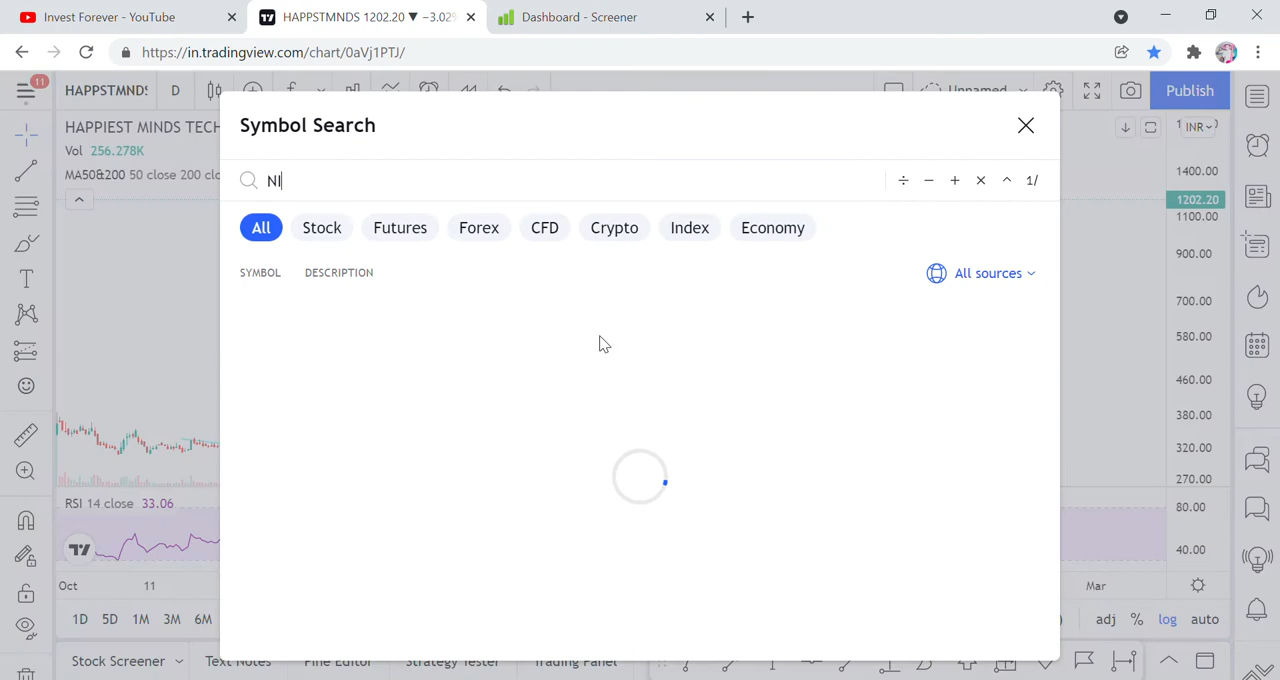 Invest Forever - YouTube
HAPPSTMNDS 1202.20 ▼ −3.02%
Dashboard - Screener
https://in.tradingview.com/chart/0aVj1PTJ/
11
HAPPSTMNDS
D
Unnamed
Publish
HAPPIEST MINDS TECH
Vol 256.278K
MA50&200 50 close 200 clo
Symbol Search
NI
÷ − + × ^ 1/
All Stock Futures Forex CFD Crypto Index Economy
SYMBOL DESCRIPTION
All sources
INR
1400.00
1202.20
1100.00
900.00
700.00
580.00
460.00
380.00
320.00
270.00
RSI 14 close 33.06
80.00
40.00
Oct 11 Mar
1D 5D 1M 3M 6M
adj % log auto
Stock Screener Text Notes Pine Editor Strategy Tester Trading Panel